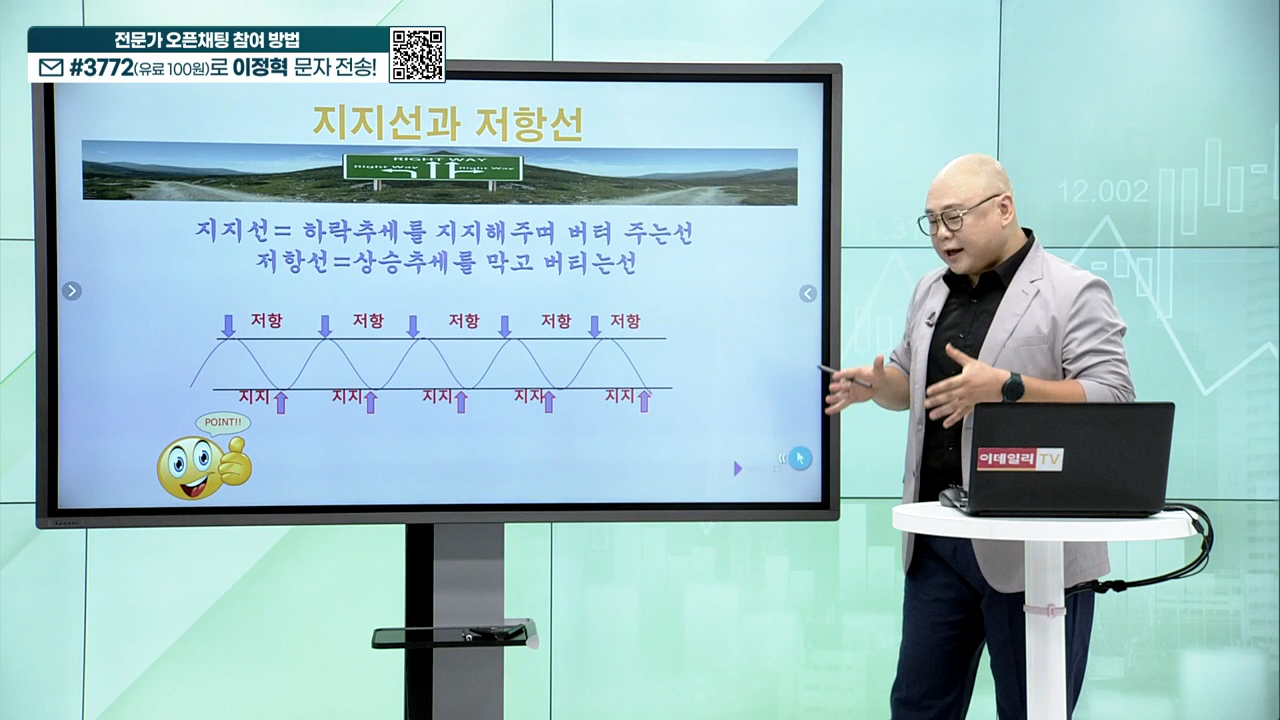 전문가 오픈채팅 참여 방법
#3772(유료 100원)로 이정혁 문자 전송!
지지선과 저항선
RIGHT WAY
Right Way Right Way
지지선= 하락추세를 지지해주며 버텨 주는선
저항선=상승추세를 막고 버티는선
저항 저항 저항 저항 저항
지지 지지 지지 지지 지지
POINT!!
12.002
이데일리TV